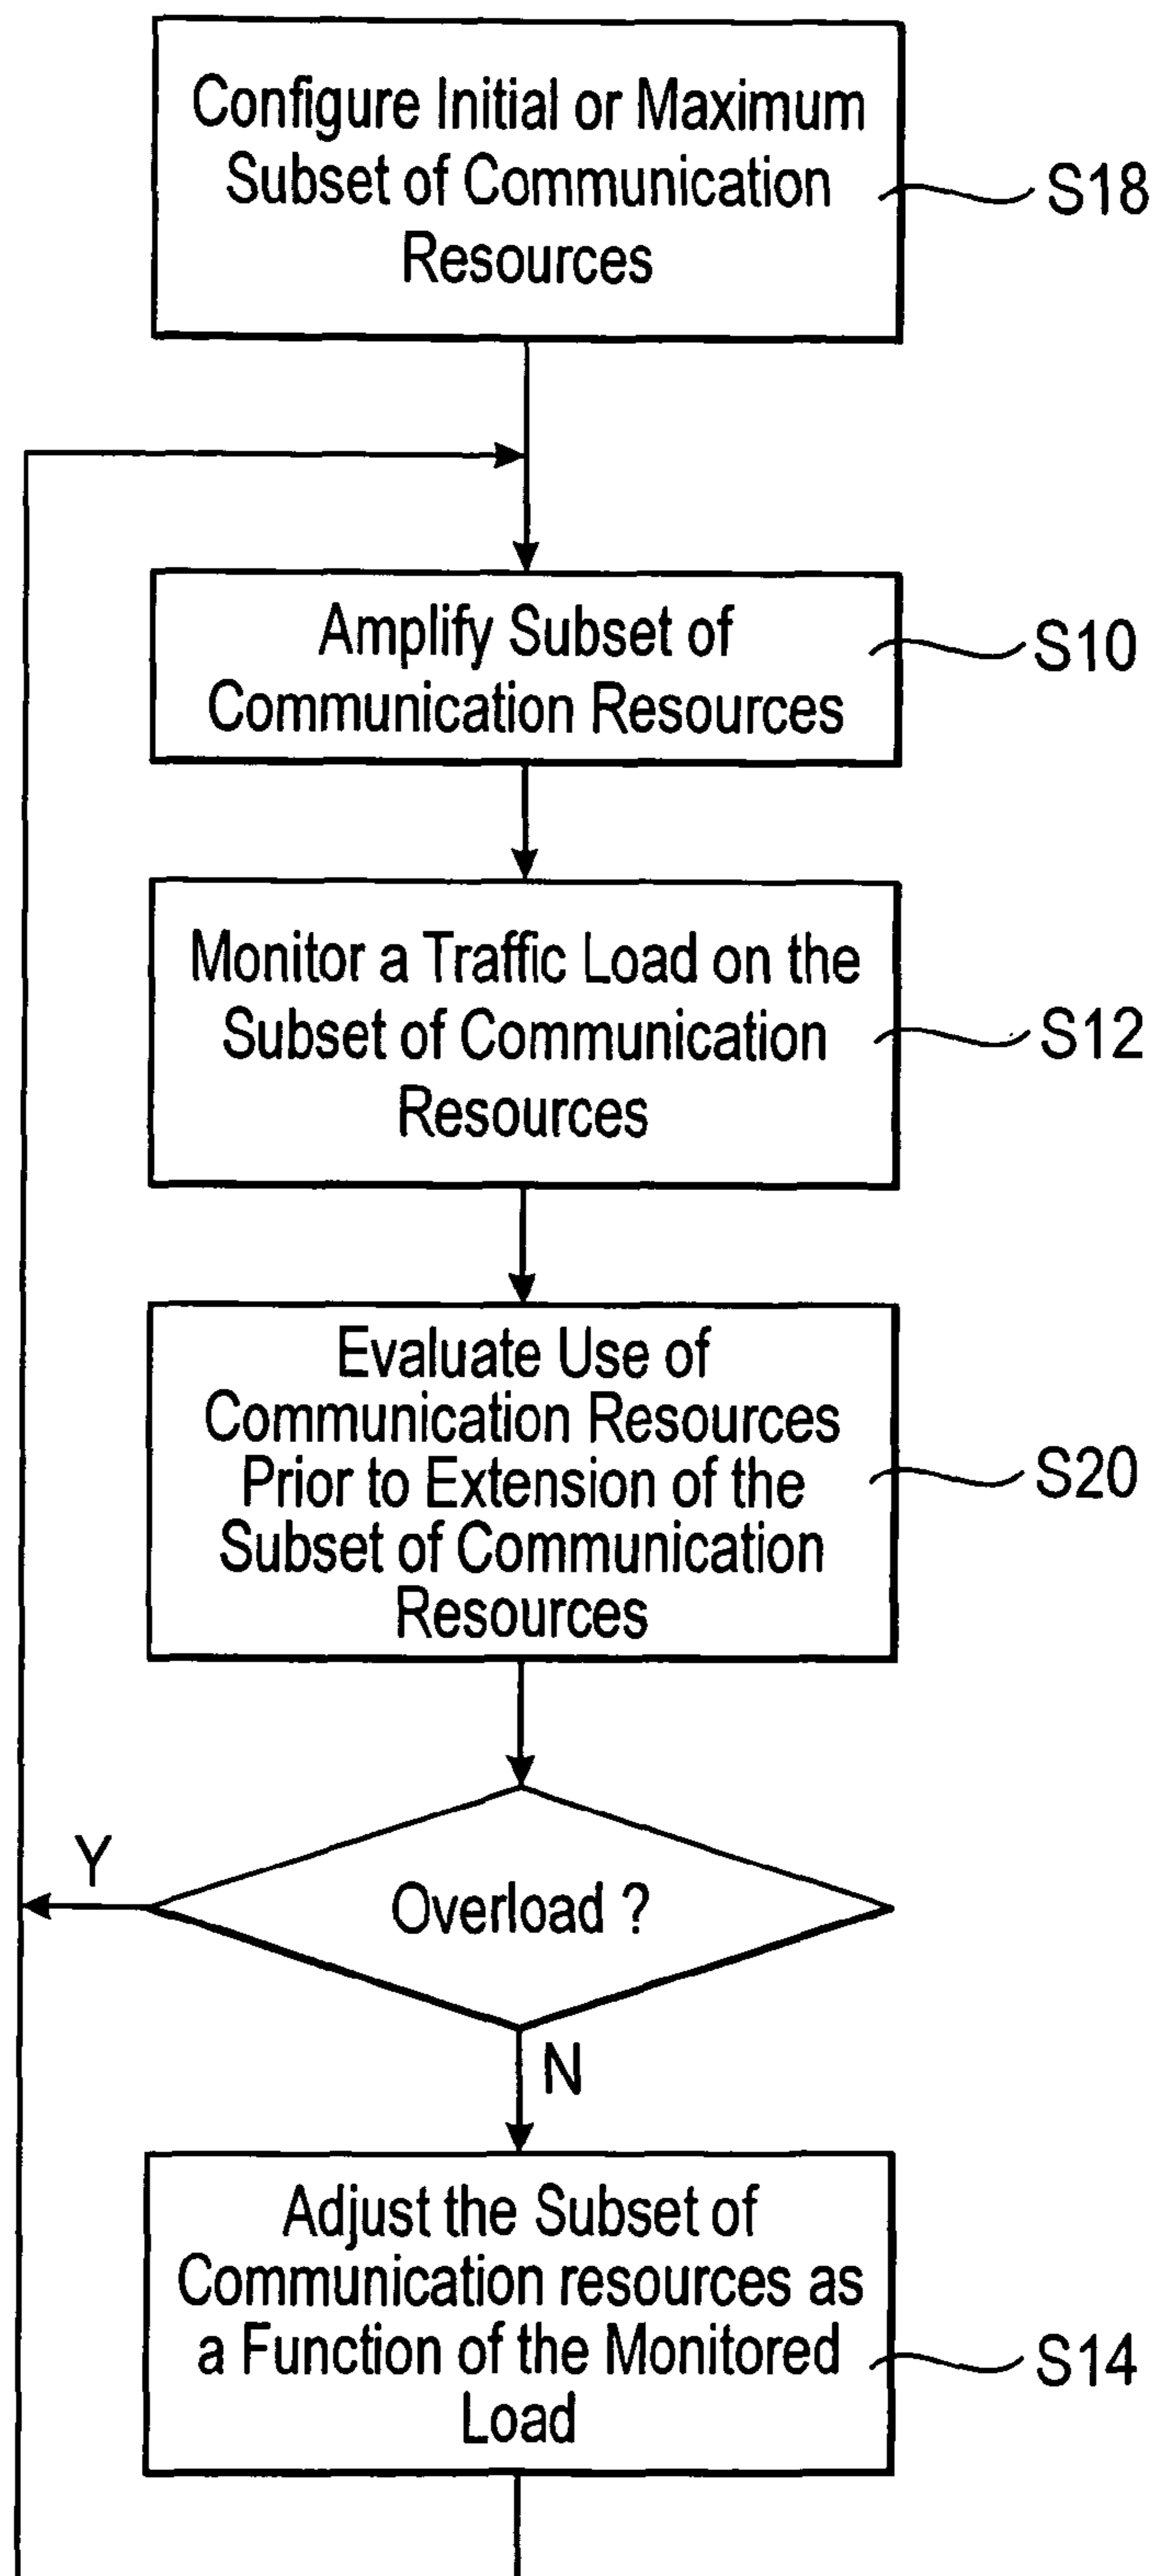 Configure Initial or Maximum
Subset of Communication
Resources
S18
Amplify Subset of
Communication Resources
S10
Monitor a Traffic Load on the
Subset of Communication
Resources
S12
Evaluate Use of
Communication Resources
Prior to Extension of the
Subset of Communication
Resources
S20
Y
Overload ?
N
Adjust the Subset of
Communication resources as
a Function of the Monitored
Load
S14